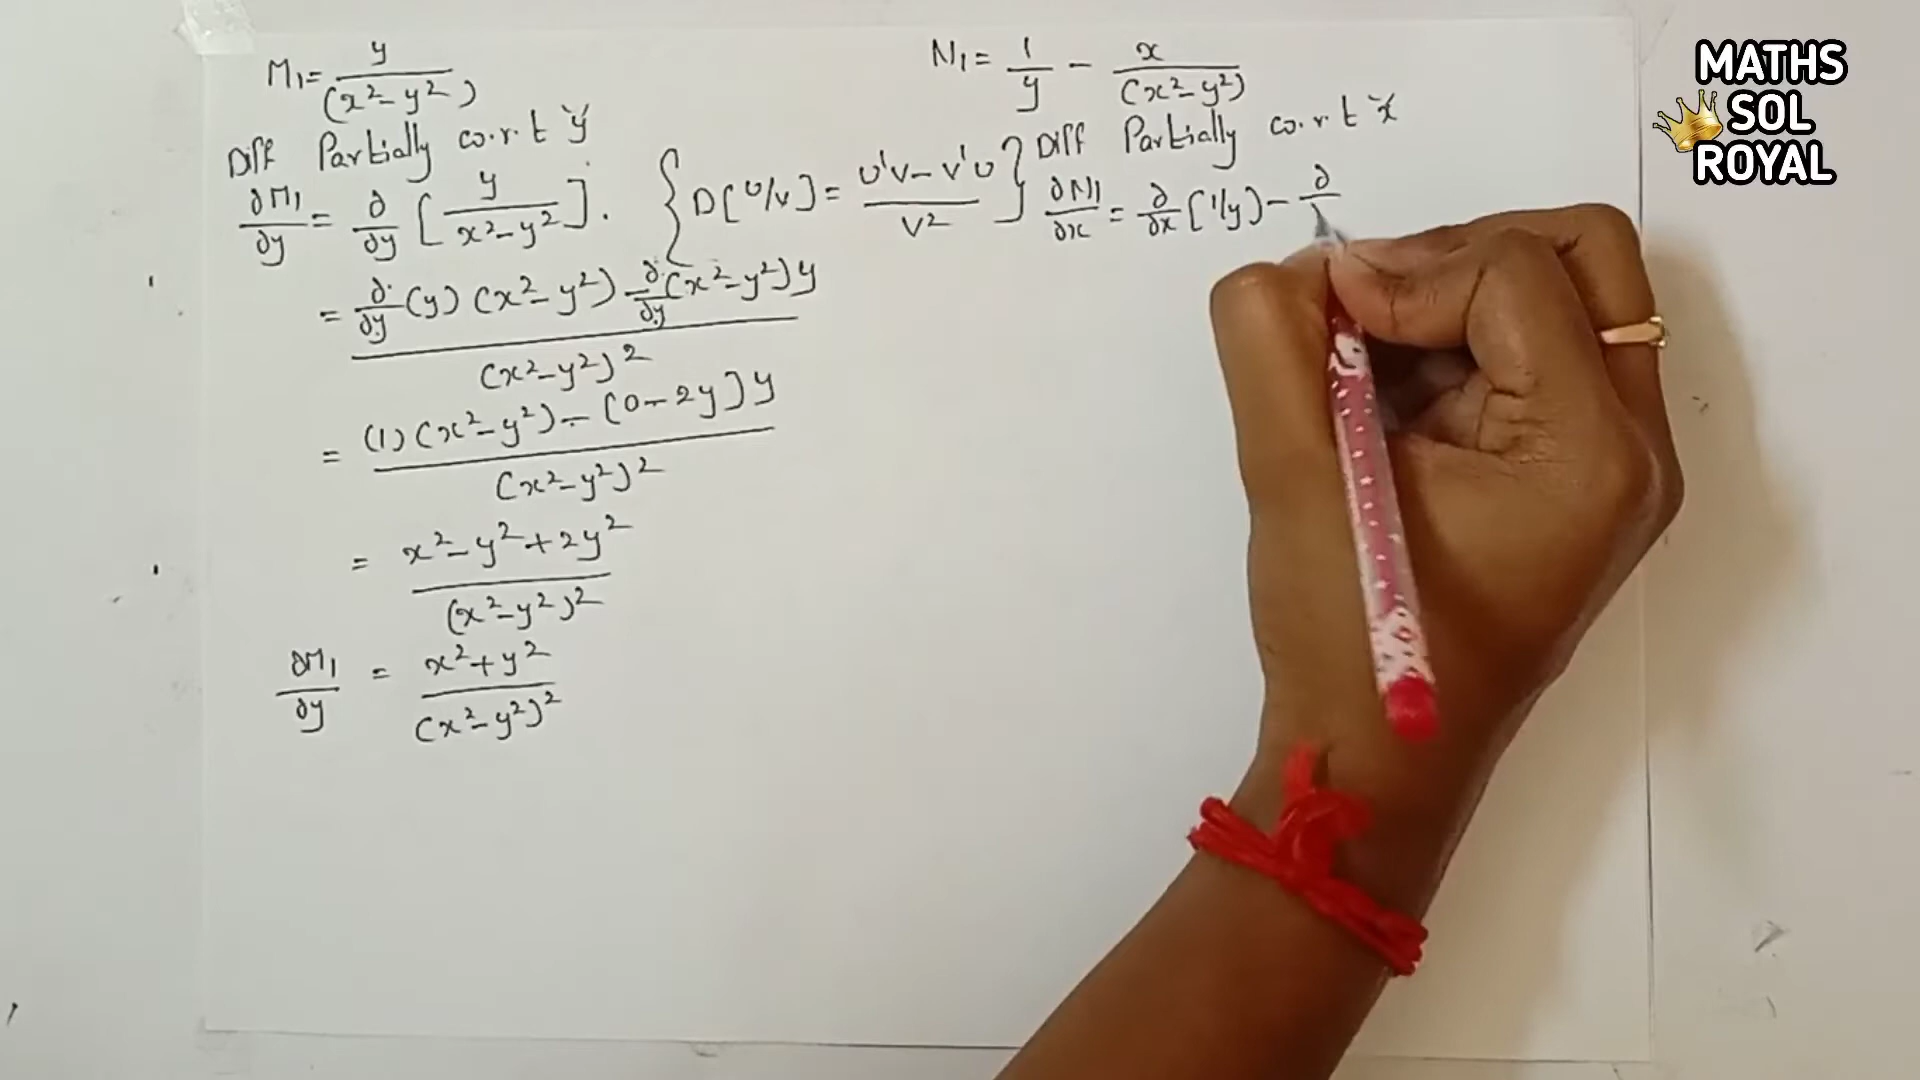 M₁ = y/(x²-y²)
Diff Partially w.r.t 'y'
∂M₁/∂y = ∂/∂y [y/(x²-y²)].
{D[U/V] = (U'V - V'U)/V²}
= (∂/∂y (y) (x²-y²) - ∂/∂y (x²-y²) y)/(x²-y²)²
= ((1)(x²-y²) - (0-2y) y)/(x²-y²)²
= (x²-y²+2y²)/(x²-y²)²
∂M₁/∂y = (x²+y²)/(x²-y²)²
N₁ = 1/y - x/(x²-y²)
Diff Partially w.r.t 'x'
∂N₁/∂x = ∂/∂x [1/y] - ∂
MATHS
SOL
ROYAL